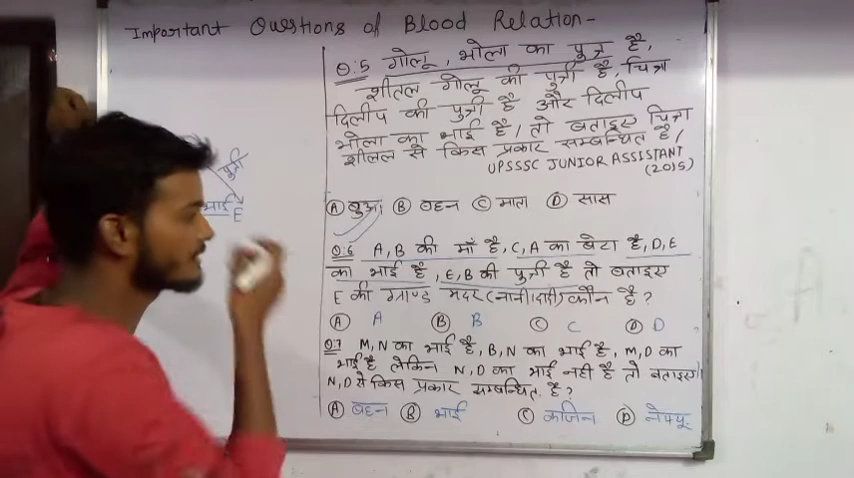 Important Questions of Blood Relation-
Q:5 गोलू, भोला का पुत्र है,
शीतल गोलू की पुत्री है, चित्रा
दिलीप की पुत्री है और दिलीप
भोला का भाई है/ तो बताइए चित्रा
शीतल से किस प्रकार सम्बन्धित है/
UPSSSC JUNIOR ASSISTANT
(2015)
Ⓐ बुआ Ⓑ बहन Ⓒ माता Ⓓ सास
पुत्री
भाई E
Q:6 A, B की माँ है, C, A का बेटा है, D, E
का भाई है, E, B की पुत्री है तो बताइए
E की ग्राण्ड मदर (नानी/दादी) कौन है?
Ⓐ A Ⓑ B Ⓒ C Ⓓ D
Q:7 M, N का भाई है, B, N का भाई है, M, D का
भाई है लेकिन N, D का भाई नही है तो बताइए/
N, D से किस प्रकार सम्बन्धित है?
Ⓐ बहन Ⓑ भाई Ⓒ कजिन Ⓓ नेफ्यू